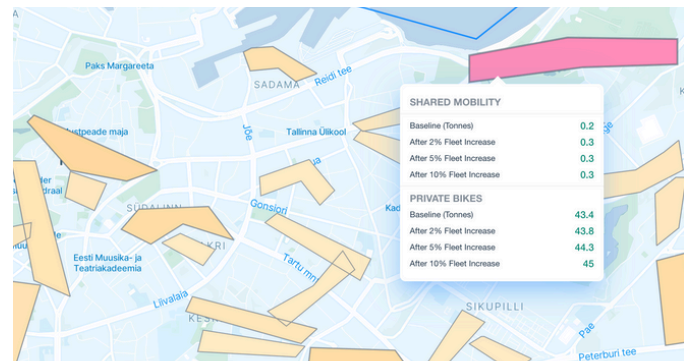 Paks Margareeta
SADAMA
Reidi tee
Jõe
Tallinna Ülikool
Gonsiori
SÜDALINN
Eesti Muusika- ja
Teatriakadeemia
Tartu mnt
Liivalaia
SIKUPILLI
Pae
Peterburi tee
SHARED MOBILITY
Baseline (Tonnes) 0.2
After 2% Fleet Increase 0.3
After 5% Fleet Increase 0.3
After 10% Fleet Increase 0.3
PRIVATE BIKES
Baseline (Tonnes) 43.4
After 2% Fleet Increase 43.8
After 5% Fleet Increase 44.3
After 10% Fleet Increase 45